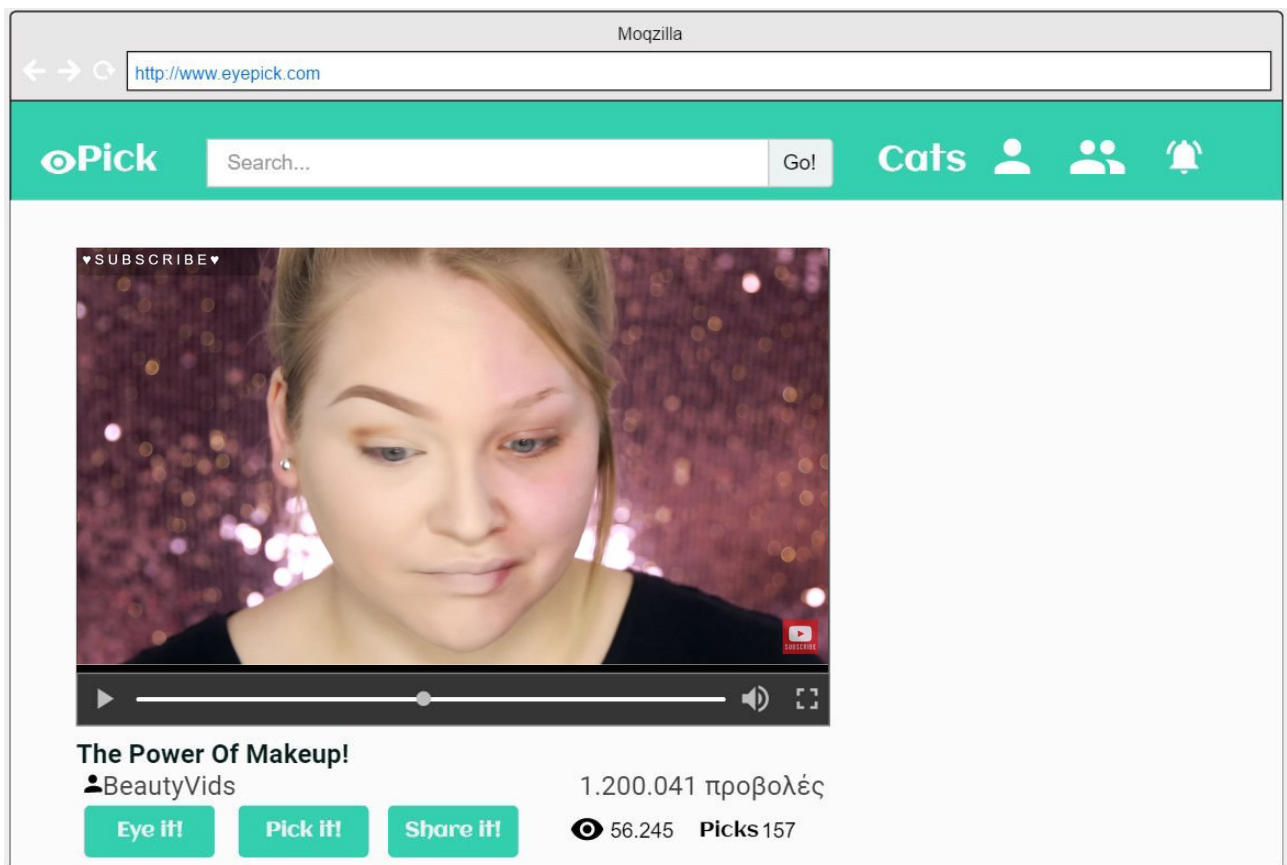 Moqzilla
http://www.eyepick.com
Pick
Search...
Go!
Cats
♥SUBSCRIBE♥
SUBSCRIBE
The Power Of Makeup!
BeautyVids
1.200.041 προβολές
Eye it!
Pick it!
Share it!
56.245
Picks 157